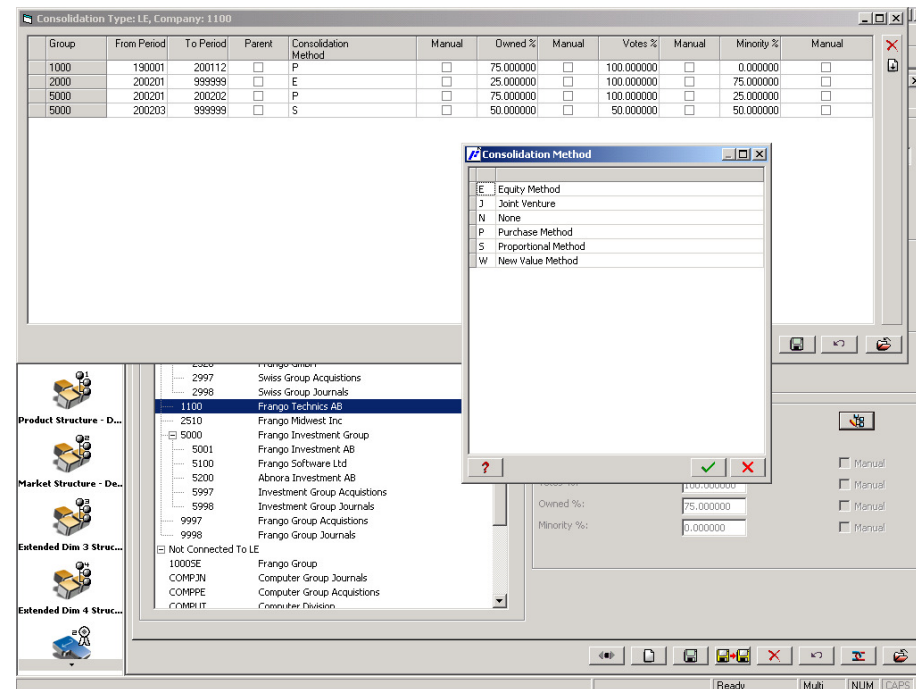 Consolidation Type: LE, Company: 1100
Group From Period To Period Parent Consolidation Method Manual Owned % Manual Votes % Manual Minority % Manual
1000 190001 200112 P 75.000000 100.000000 0.000000
2000 200201 999999 E 25.000000 100.000000 75.000000
5000 200201 200202 P 75.000000 100.000000 25.000000
5000 200203 999999 S 50.000000 50.000000 50.000000
Consolidation Method
E Equity Method
J Joint Venture
N None
P Purchase Method
S Proportional Method
W New Value Method
2997 Swiss Group Acquistions
2998 Swiss Group Journals
1100 Frango Technics AB
2510 Frango Midwest Inc
5000 Frango Investment Group
5001 Frango Investment AB
5100 Frango Software Ltd
5200 Abnora Investment AB
5997 Investment Group Acquistions
5998 Investment Group Journals
9997 Frango Group Acquistions
9998 Frango Group Journals
Not Connected To LE
1000SE Frango Group
COMPJN Computer Group Journals
COMPPE Computer Group Acquistions
COMPUT Computer Division
Product Structure - D...
Market Structure - De...
Extended Dim 3 Struc...
Extended Dim 4 Struc...
Manual
100.000000 Manual
Owned %: 75.000000 Manual
Minority %: 0.000000 Manual
Ready Multi NUM CAPS